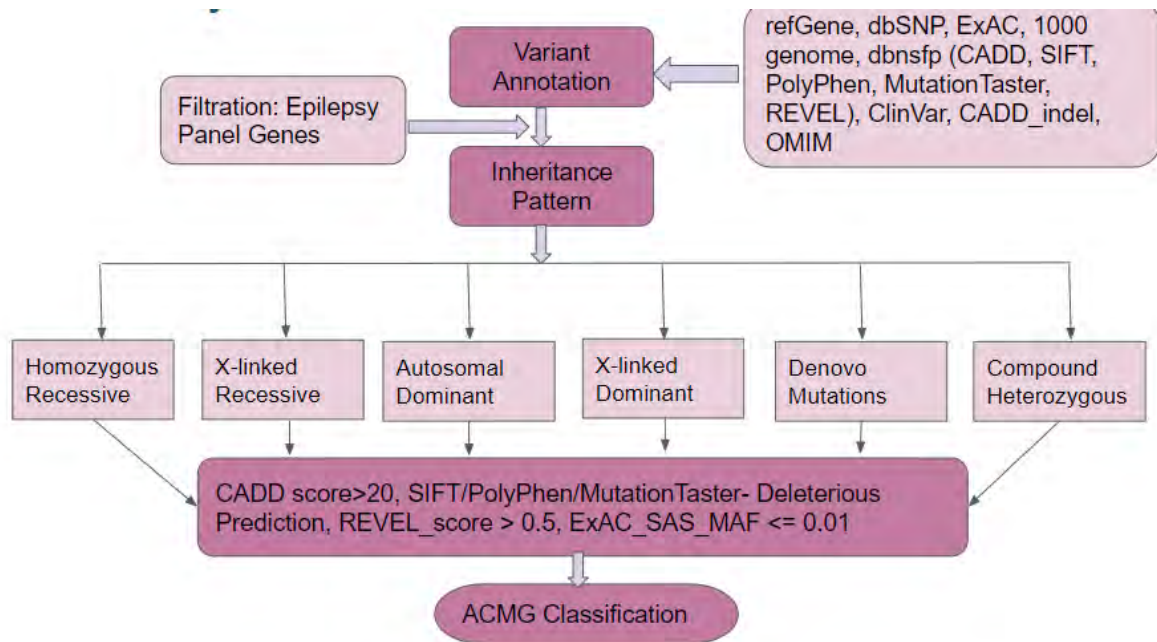 refGene, dbSNP, ExAC, 1000
genome, dbnsfp (CADD, SIFT,
PolyPhen, MutationTaster,
REVEL), ClinVar, CADD_indel,
OMIM
Variant
Annotation
Filtration: Epilepsy
Panel Genes
Inheritance
Pattern
Homozygous
Recessive
X-linked
Recessive
Autosomal
Dominant
X-linked
Dominant
Denovo
Mutations
Compound
Heterozygous
CADD score>20, SIFT/PolyPhen/MutationTaster- Deleterious
Prediction, REVEL_score > 0.5, ExAC_SAS_MAF <= 0.01
ACMG Classification